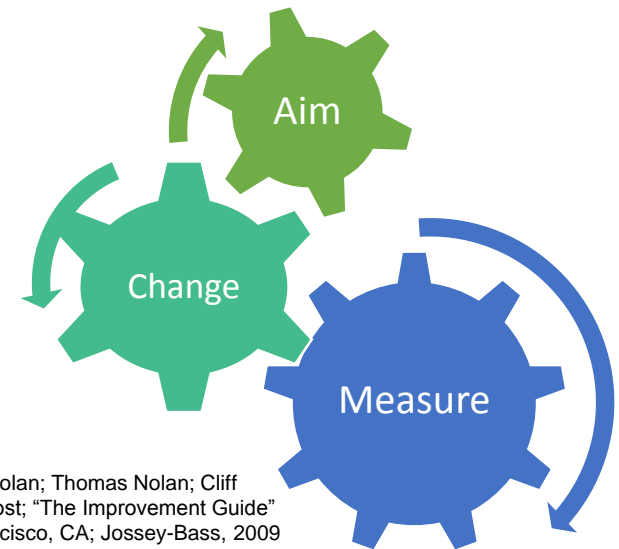 Aim
Change
Measure
olan; Thomas Nolan; Cliff
ost; “The Improvement Guide”
cisco, CA; Jossey-Bass, 2009